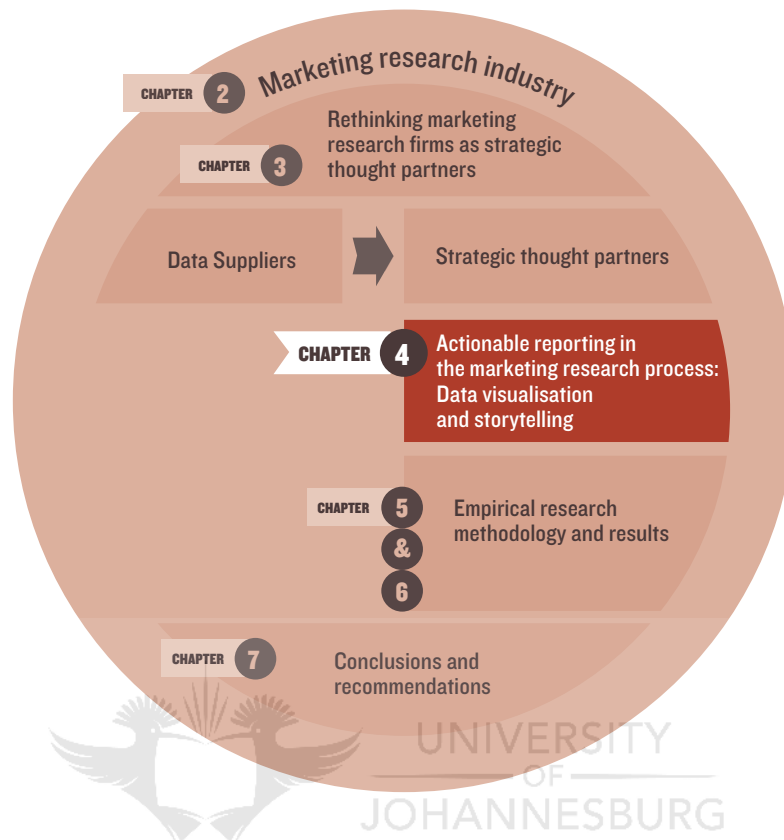 CHAPTER 2
Marketing research industry
Rethinking marketing
research firms as strategic
thought partners
CHAPTER 3
Data Suppliers
Strategic thought partners
CHAPTER 4
Actionable reporting in
the marketing research process:
Data visualisation
and storytelling
CHAPTER 5
&
6
Empirical research
methodology and results
CHAPTER 7
Conclusions and
recommendations
UNIVERSITY
OF
JOHANNESBURG